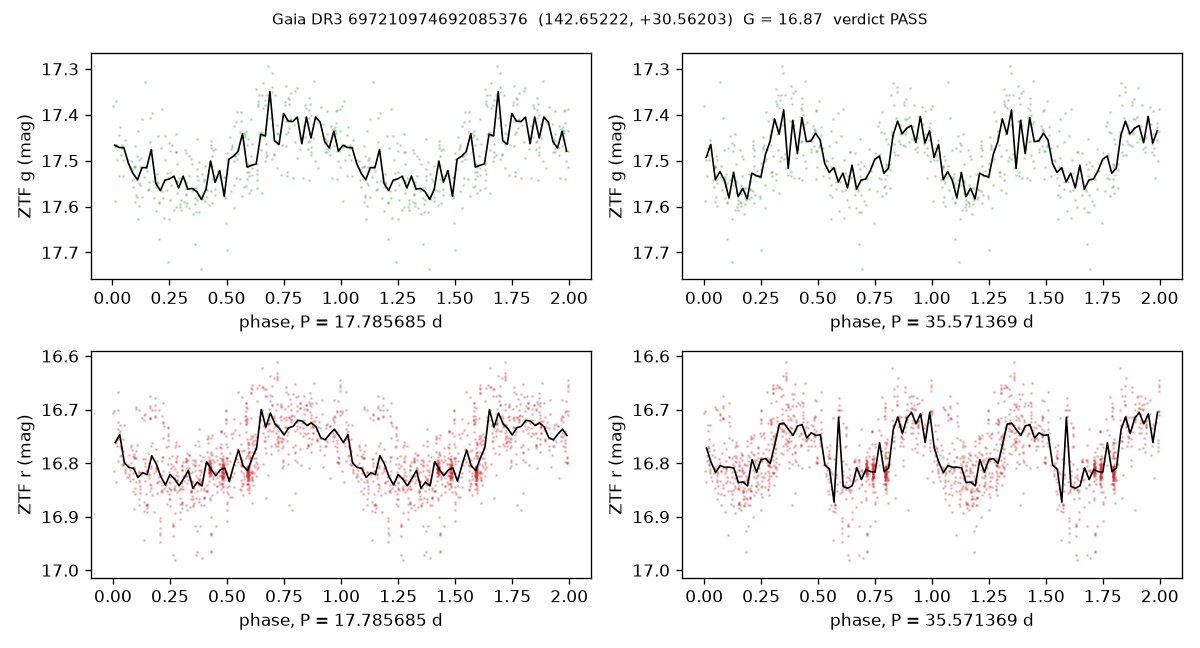 Gaia DR3 697210974692085376 (142.65222, +30.56203) G = 16.87 verdict PASS
ZTF g (mag)
17.3
17.4
17.5
17.6
17.7
0.00 0.25 0.50 0.75 1.00 1.25 1.50 1.75 2.00
phase, P = 17.785685 d
ZTF g (mag)
17.3
17.4
17.5
17.6
17.7
0.00 0.25 0.50 0.75 1.00 1.25 1.50 1.75 2.00
phase, P = 35.571369 d
ZTF r (mag)
16.6
16.7
16.8
16.9
17.0
0.00 0.25 0.50 0.75 1.00 1.25 1.50 1.75 2.00
phase, P = 17.785685 d
ZTF r (mag)
16.6
16.7
16.8
16.9
17.0
0.00 0.25 0.50 0.75 1.00 1.25 1.50 1.75 2.00
phase, P = 35.571369 d